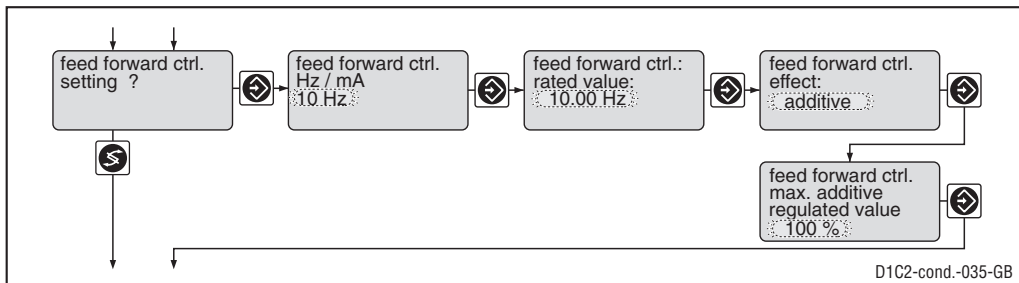 feed forward ctrl.
setting ?
feed forward ctrl.
Hz / mA
10 Hz
feed forward ctrl.:
rated value:
10.00 Hz
feed forward ctrl.
effect:
additive
feed forward ctrl.
max. additive
regulated value
100 %
D1C2-cond.-035-GB